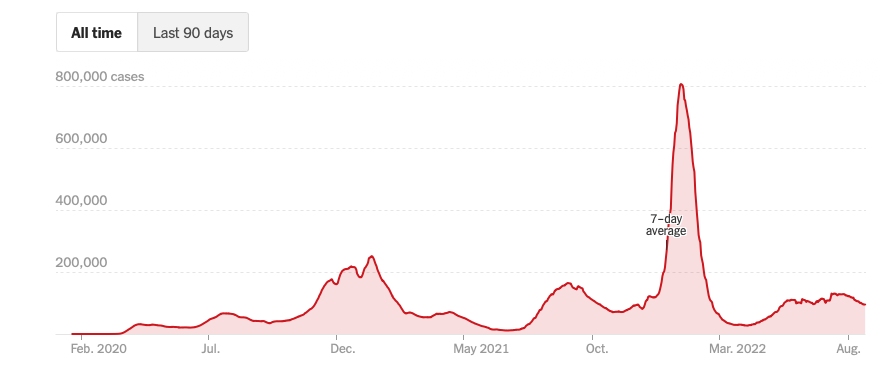 All time
Last 90 days
800,000 cases
600,000
400,000
200,000
7-day
average
Feb. 2020
Jul.
Dec.
May 2021
Oct.
Mar. 2022
Aug.